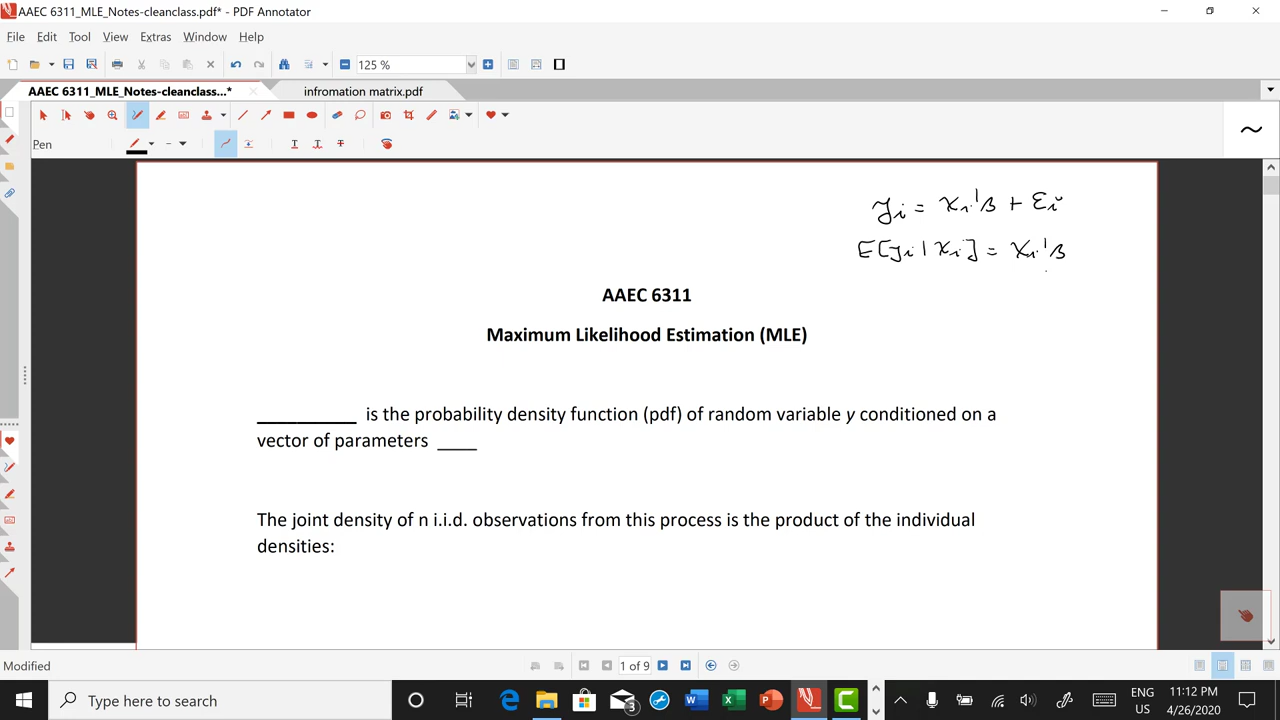 AAEC 6311_MLE_Notes-cleanclass.pdf* - PDF Annotator
File Edit Tool View Extras Window Help
125 %
AAEC 6311_MLE_Notes-cleanclass...* infromation matrix.pdf
Pen
yᵢ = xᵢ'β + εᵢ
E[yᵢ | xᵢ] = xᵢ'β
AAEC 6311
Maximum Likelihood Estimation (MLE)
__________ is the probability density function (pdf) of random variable y conditioned on a
vector of parameters ____
The joint density of n i.i.d. observations from this process is the product of the individual
densities:
Modified 1 of 9
Type here to search 3 ENG 11:12 PM
US 4/26/2020